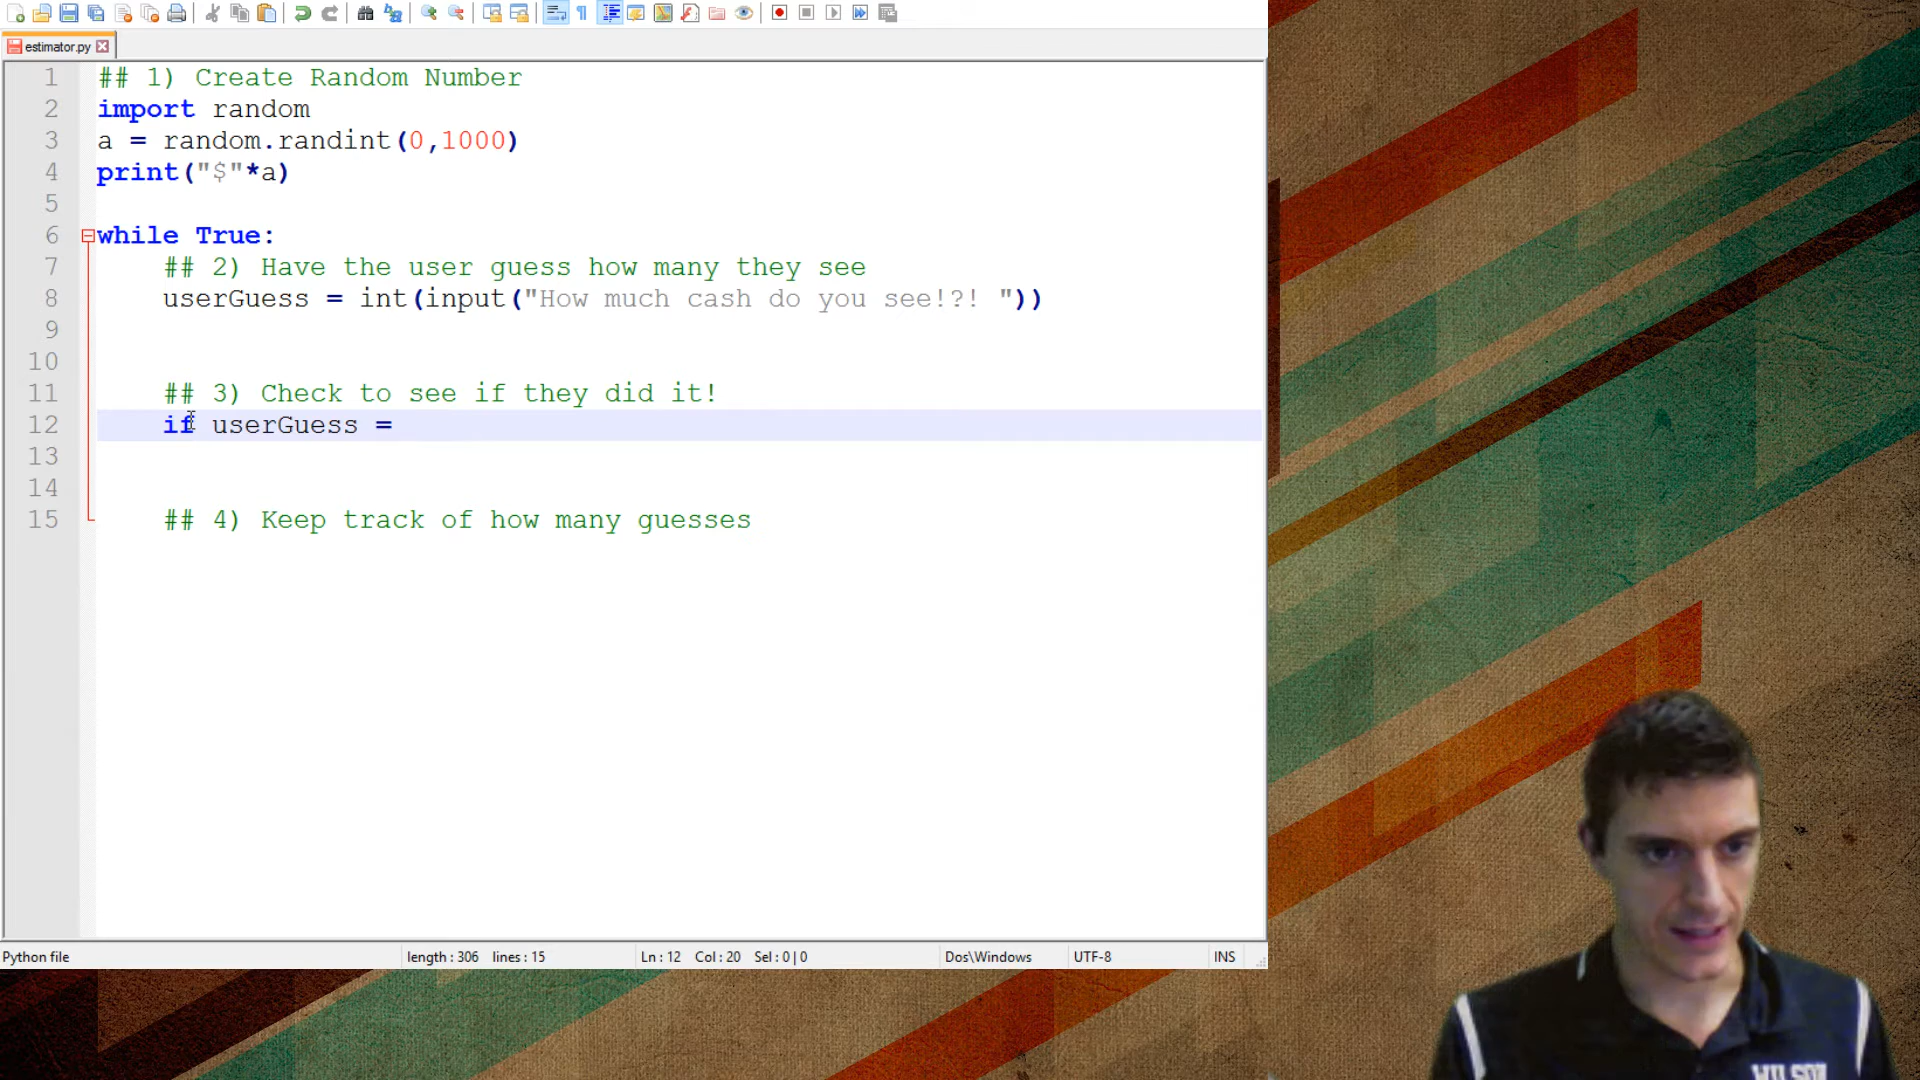 estimator.py
1 ## 1) Create Random Number
2 import random
3 a = random.randint(0,1000)
4 print("$"*a)
5
6 while True:
7 ## 2) Have the user guess how many they see
8 userGuess = int(input("How much cash do you see!?! "))
9
10
11 ## 3) Check to see if they did it!
12 if userGuess =
13
14
15 ## 4) Keep track of how many guesses
Python file length : 306 lines : 15 Ln : 12 Col : 20 Sel : 0 | 0 Dos\Windows UTF-8 INS
WILSON